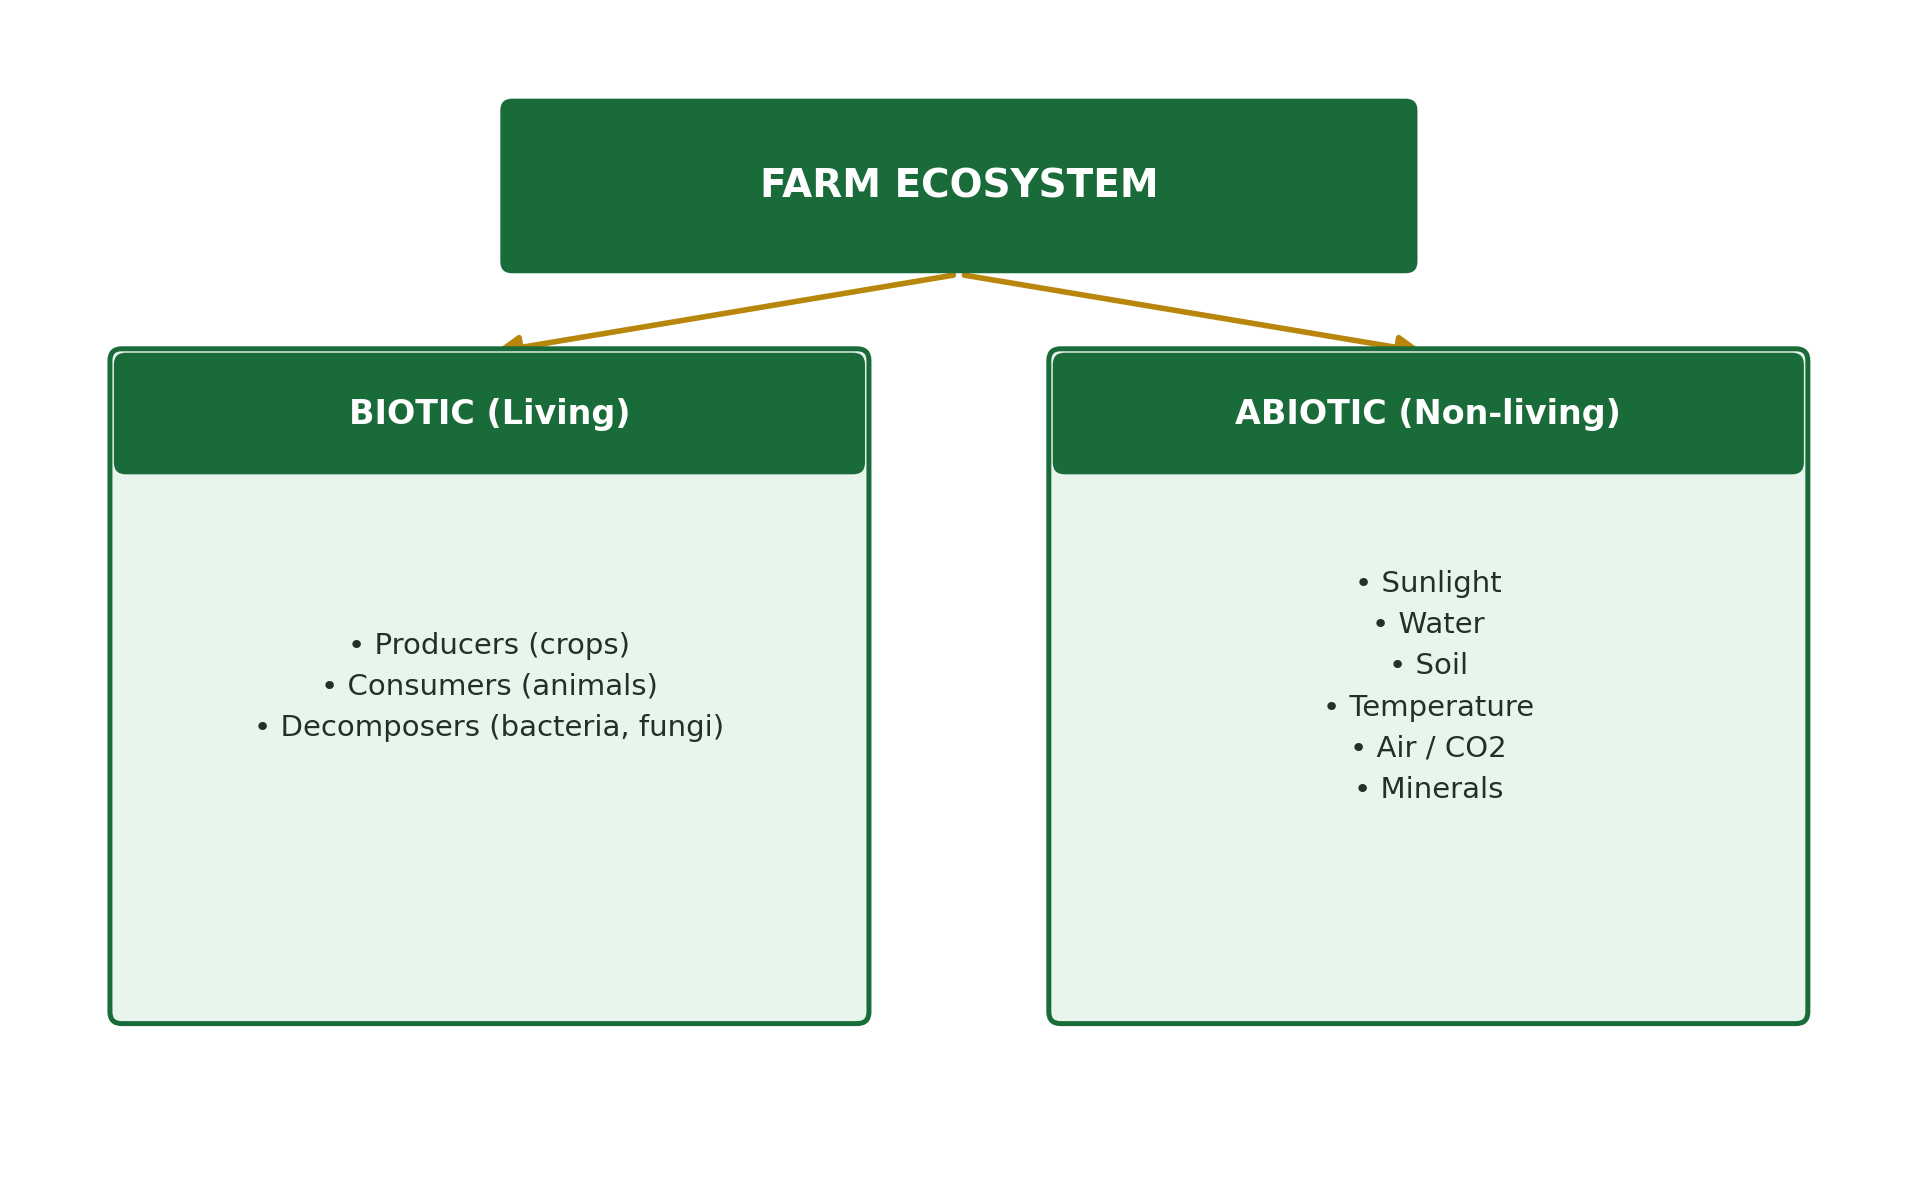 FARM ECOSYSTEM
BIOTIC (Living)
• Producers (crops)
• Consumers (animals)
• Decomposers (bacteria, fungi)
ABIOTIC (Non-living)
• Sunlight
• Water
• Soil
• Temperature
• Air / CO2
• Minerals